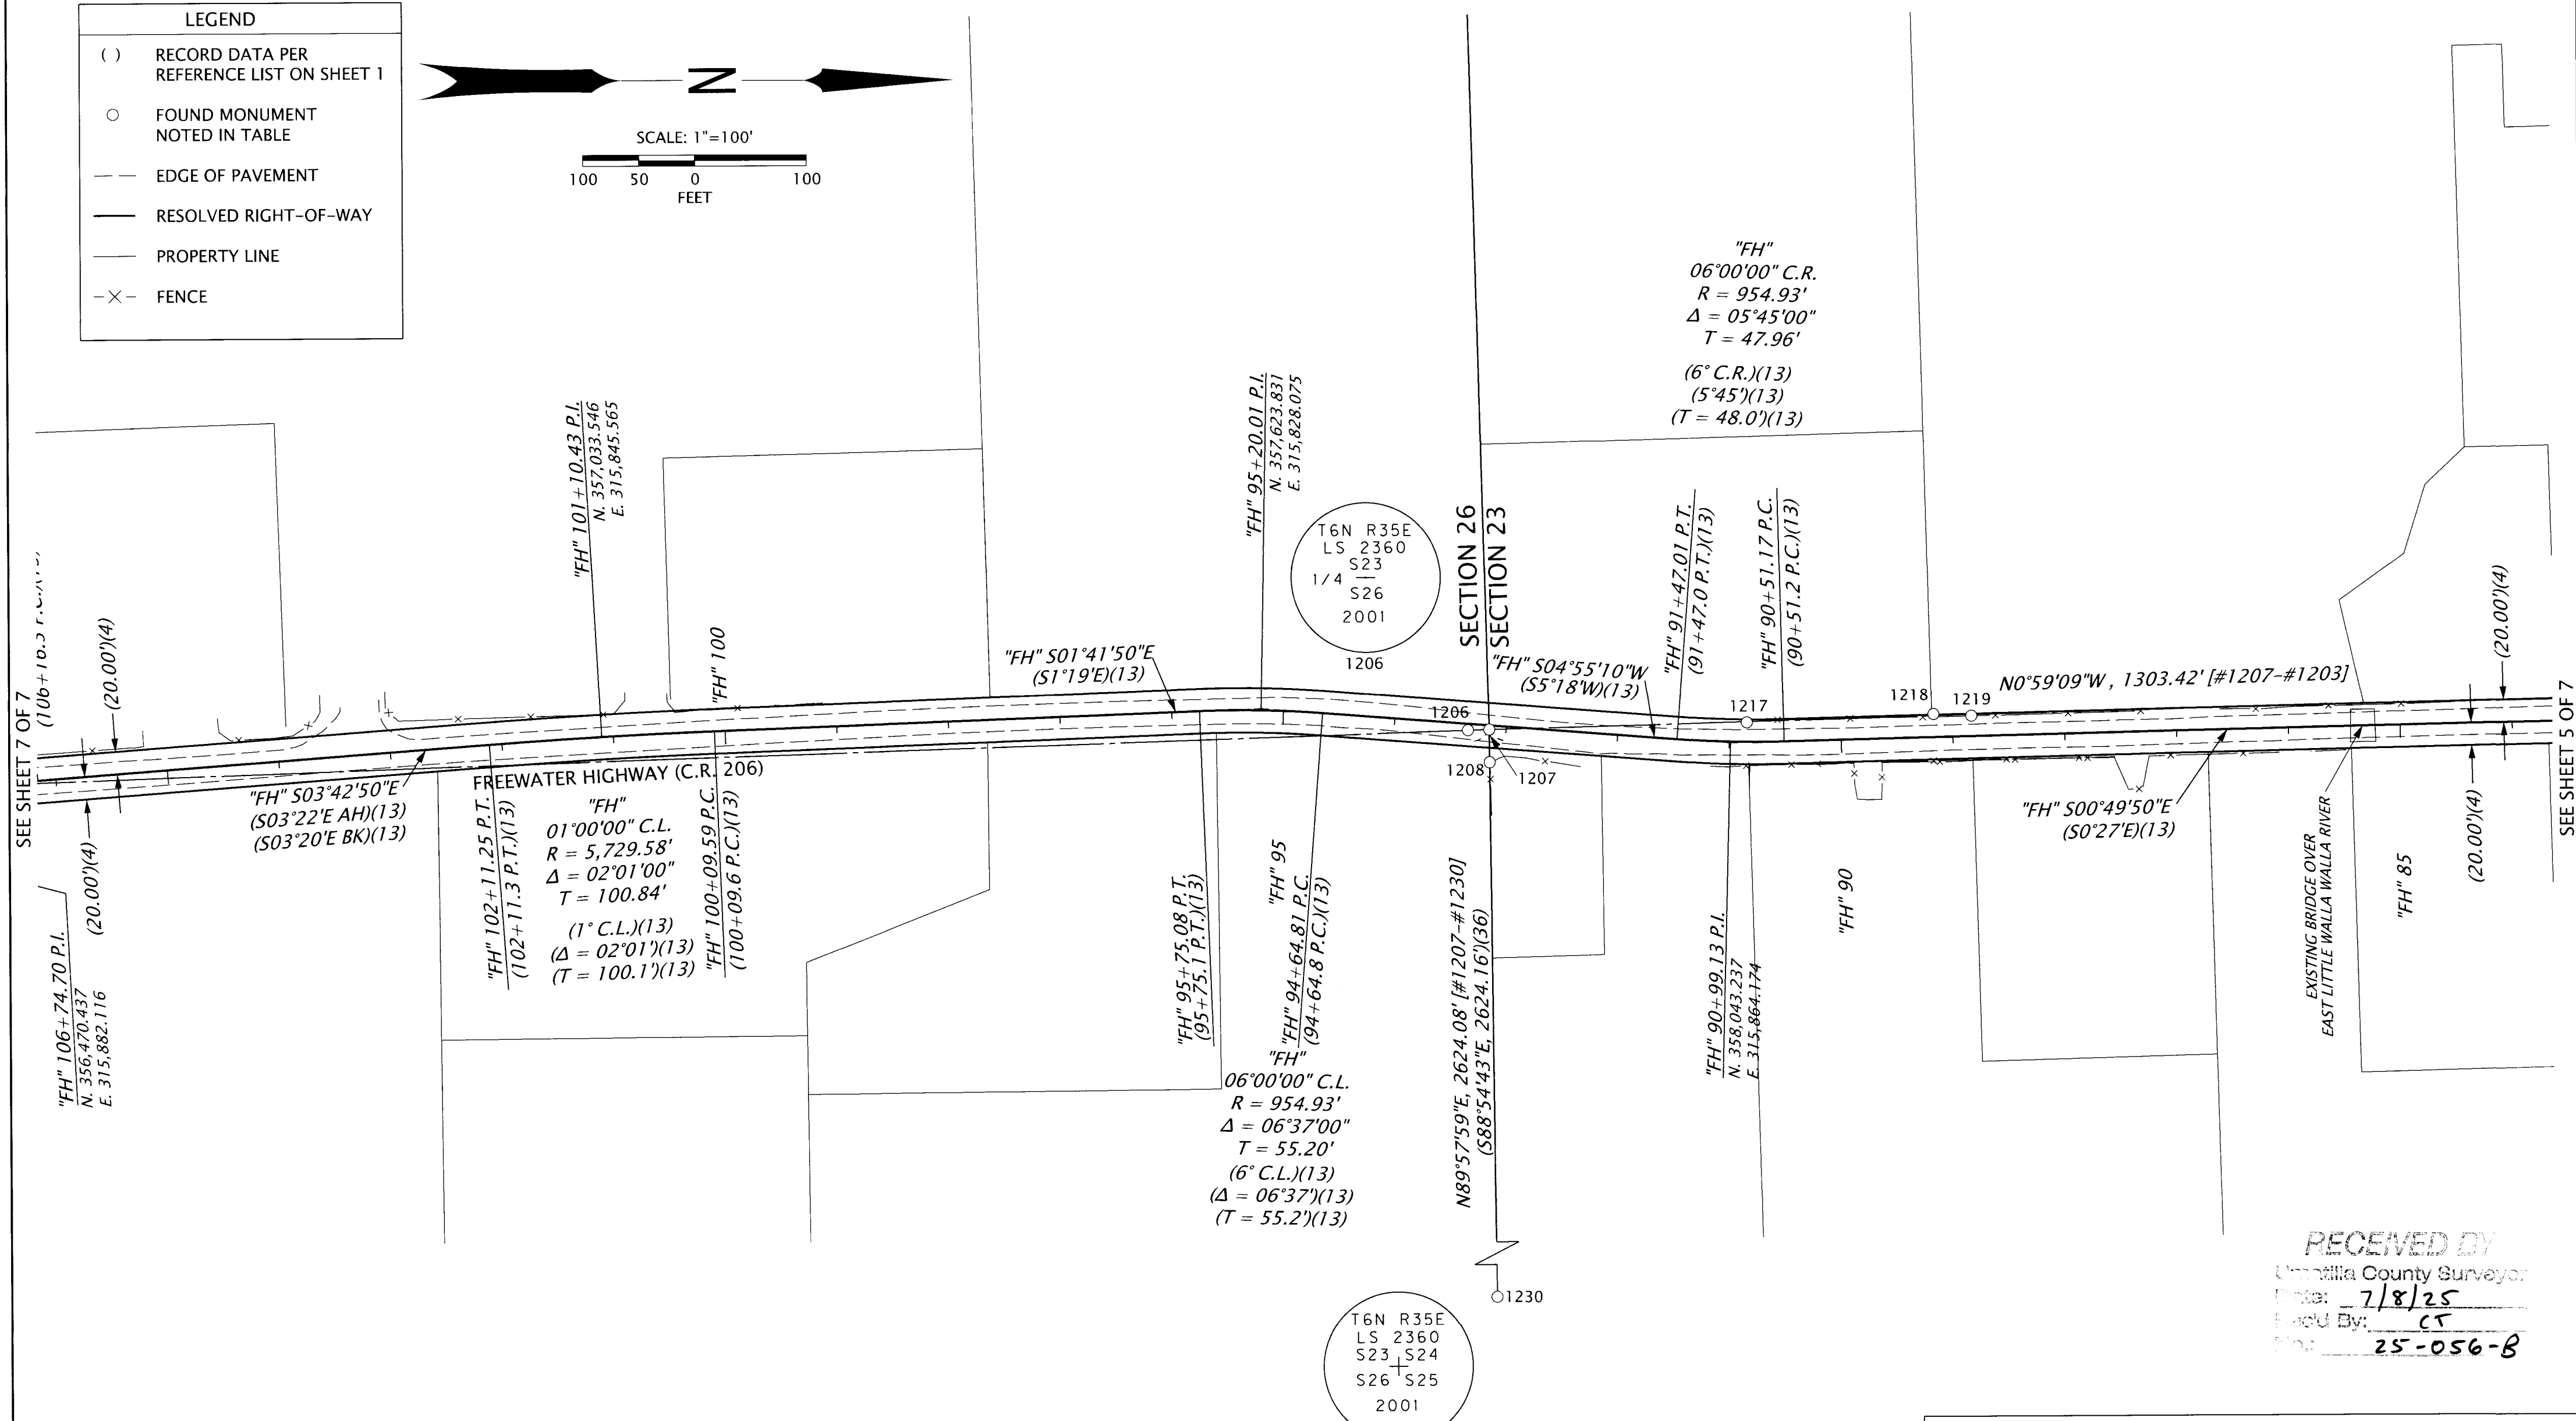 LEGEND
( ) RECORD DATA PER
REFERENCE LIST ON SHEET 1
FOUND MONUMENT
NOTED IN TABLE
EDGE OF PAVEMENT
RESOLVED RIGHT-OF-WAY
PROPERTY LINE
-X- FENCE
N
SCALE: 1"=100'
100 50 0 100
FEET
"FH"
06°00'00" C.R.
R = 954.93'
Δ = 05°45'00"
T = 47.96'
(6° C.R.)(13)
(5°45')(13)
(T = 48.0')(13)
"FH" 101+10.43 P.I.
N. 357,033.546
E. 315,845.565
"FH" 95+20.01 P.I.
N. 357,623.831
E. 315,828.075
T6N R35E
LS 2360
S23
1/4
S26
2001
1206
SECTION 26
SECTION 23
"FH" 91+47.01 P.T.
(91+47.0 P.T.)(13)
"FH" 90+51.17 P.C.
(90+51.2 P.C.)(13)
SEE SHEET 7 OF 7
(20.00')(4)
"FH" 100
"FH" S01°41'50"E
(S1°19'E)(13)
"FH" S04°55'10"W
(S5°18'W)(13)
1217
1218
1219
N0°59'09"W , 1303.42' [#1207-#1203]
(20.00')(4)
SEE SHEET 5 OF 7
1206
1208
1207
FREEWATER HIGHWAY (C.R. 206)
"FH" S03°42'50"E
(S03°22'E AH)(13)
(S03°20'E BK)(13)
(20.00')(4)
"FH" 106+74.70 P.I.
N. 356,470.437
E. 315,882.116
"FH" 102+11.25 P.T.
(102+11.3 P.T.)(13)
"FH"
01°00'00" C.L.
R = 5,729.58'
Δ = 02°01'00"
T = 100.84'
(1° C.L.)(13)
(Δ = 02°01')(13)
(T = 100.1')(13)
"FH" 100+09.59 P.C.
(100+09.6 P.C.)(13)
"FH" 95+75.08 P.T.
(95+75.1 P.T.)(13)
"FH" 95
"FH" 94+64.81 P.C.
(94+64.8 P.C.)(13)
"FH"
06°00'00" C.L.
R = 954.93'
Δ = 06°37'00"
T = 55.20'
(6° C.L.)(13)
(Δ = 06°37')(13)
(T = 55.2')(13)
N89°57'59"E, 2624.08' [#1207-#1230]
(S88°54'43"E, 2624.16')(36)
"FH" 90+99.13 P.I.
N. 358,043.237
E. 315,864.174
"FH" 90
"FH" S00°49'50"E
(S0°27'E)(13)
EXISTING BRIDGE OVER
EAST LITTLE WALLA WALLA RIVER
"FH" 85
(20.00')(4)
1230
T6N R35E
LS 2360
S23 S24
S26 S25
2001
RECEIVED BY
Umatilla County Surveyor
Date: 7/8/25
Rec'd By: CT
No.: 25-056-B